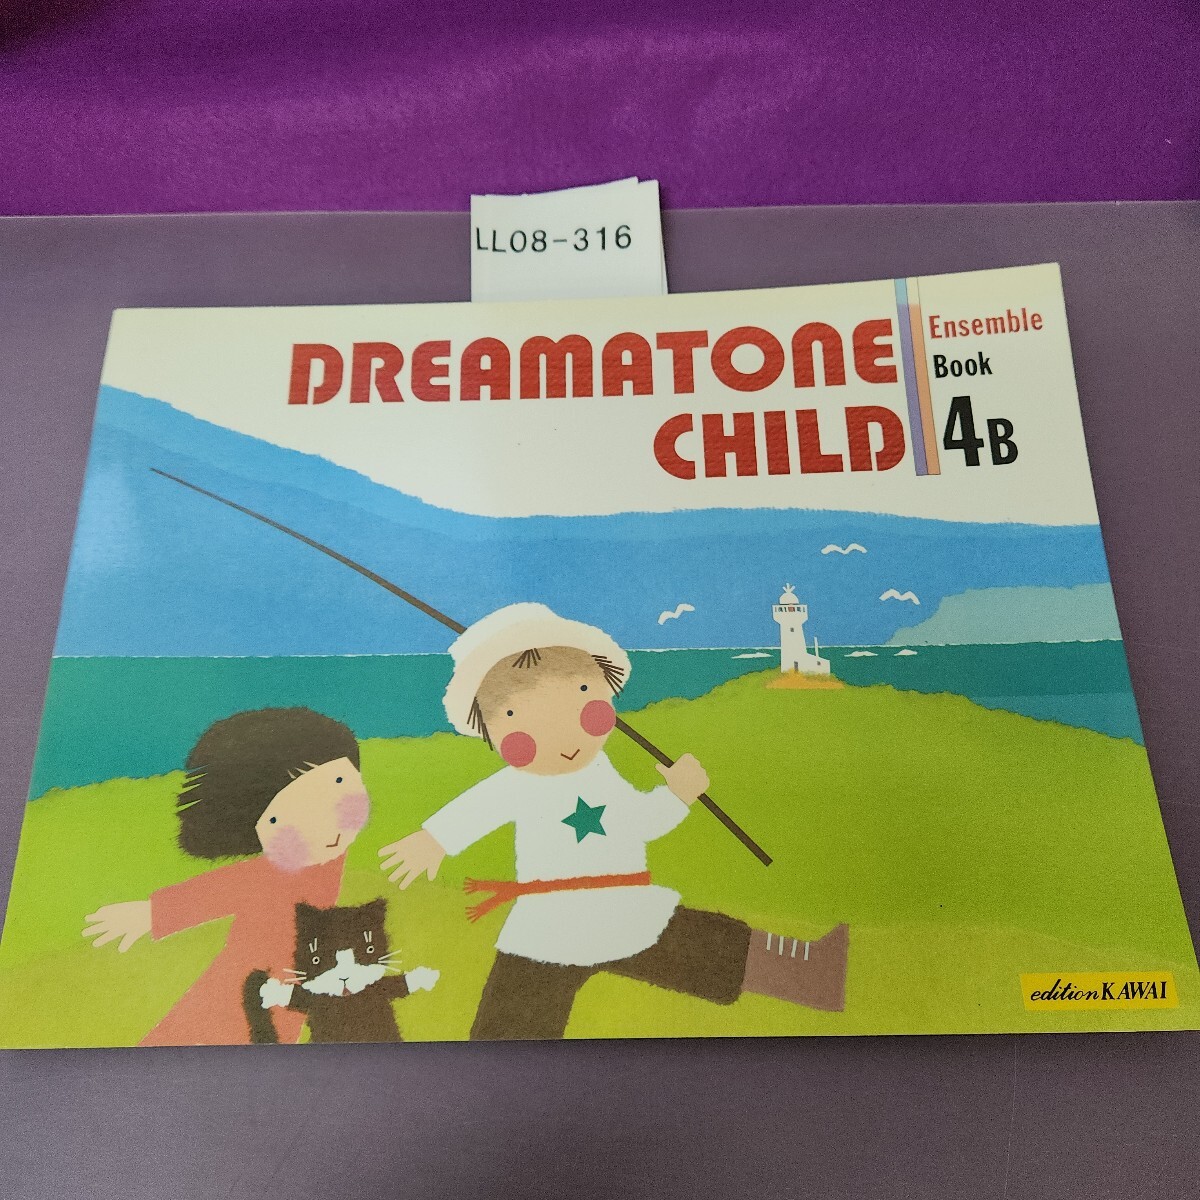 LL08-316
DREAMATONE
CHILD
Ensemble
Book
4B
edition KAWAI